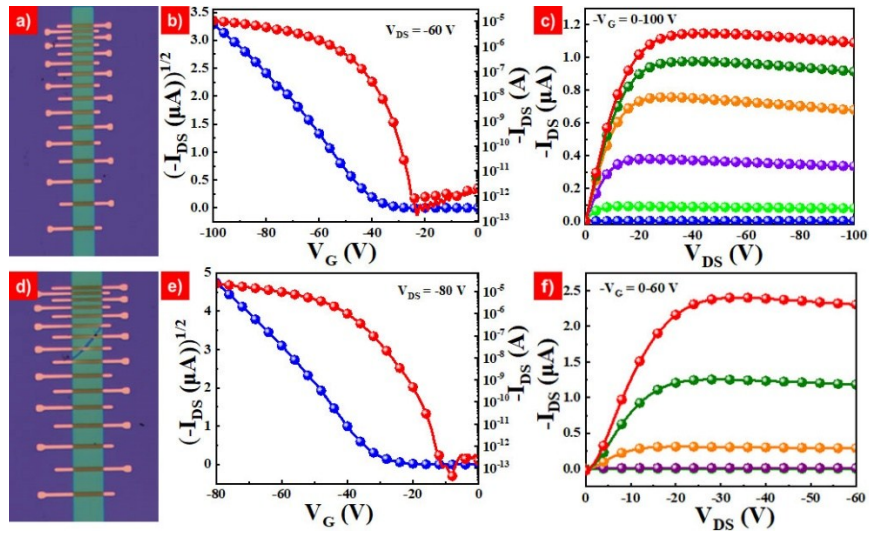 a)
b)
V_DS = -60 V
(-I_DS (µA))^1/2
3.5
3.0
2.5
2.0
1.5
1.0
0.5
0.0
10^-5
10^-6
10^-7
10^-8
10^-9
10^-10
10^-11
10^-12
10^-13
-I_DS (A)
-100 -80 -60 -40 -20 0
V_G (V)
c)
-V_G = 0-100 V
-I_DS (µA)
1.2
1.0
0.8
0.6
0.4
0.2
0.0
0 -20 -40 -60 -80 -100
V_DS (V)
d)
e)
V_DS = -80 V
(-I_DS (µA))^1/2
5
4
3
2
1
0
10^-5
10^-6
10^-7
10^-8
10^-9
10^-10
10^-11
10^-12
10^-13
-I_DS (A)
-80 -60 -40 -20 0
V_G (V)
f)
-V_G = 0-60 V
-I_DS (µA)
2.5
2.0
1.5
1.0
0.5
0.0
0 -10 -20 -30 -40 -50 -60
V_DS (V)